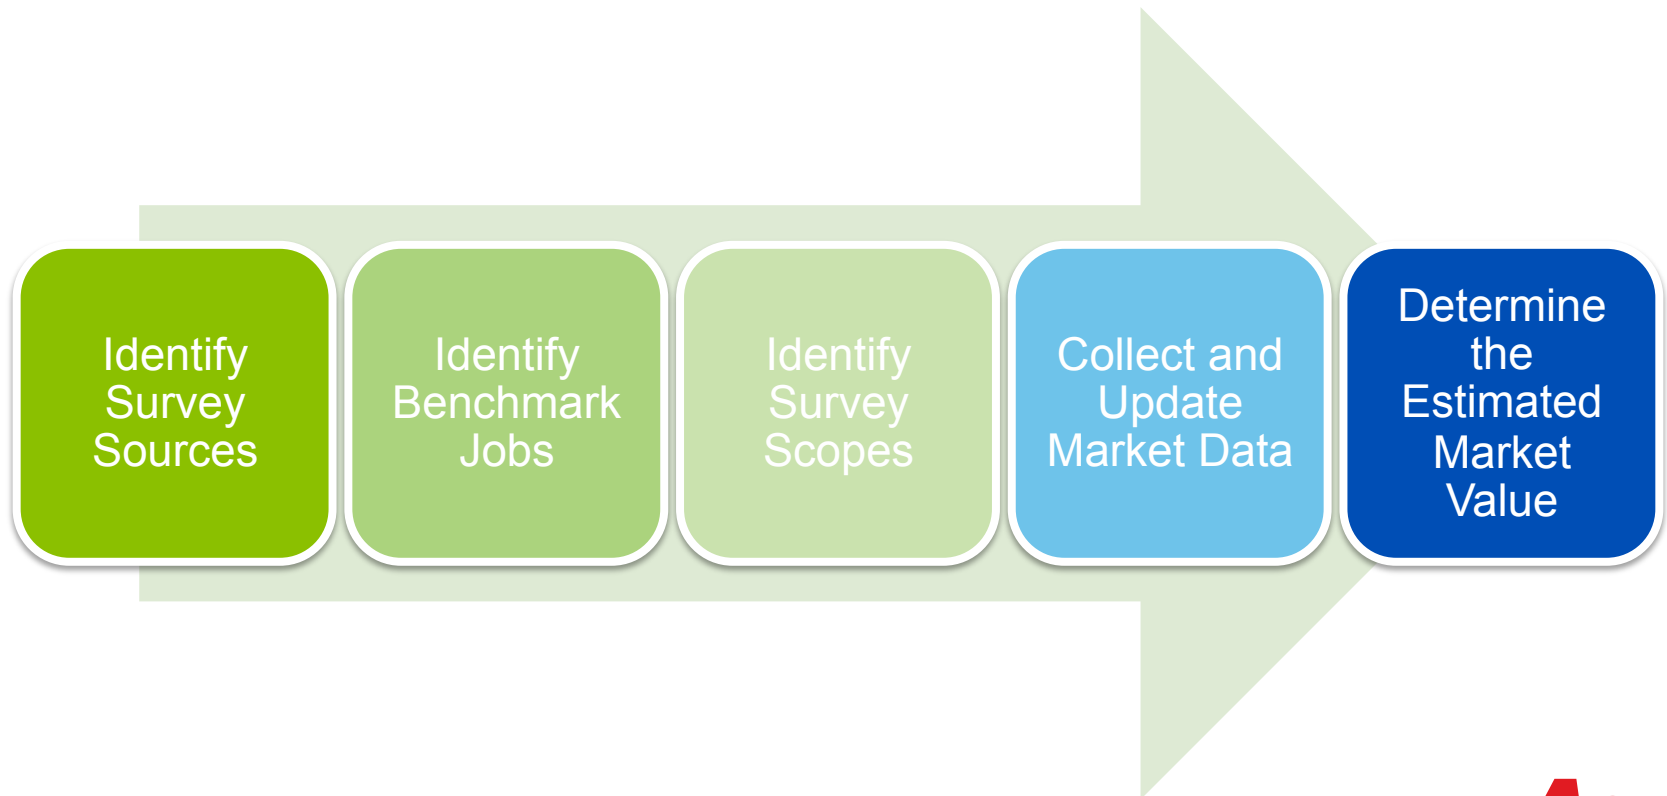 Identify
Survey
Sources
Identify
Benchmark
Jobs
Identify
Survey
Scopes
Collect and
Update
Market Data
Determine
the
Estimated
Market
Value